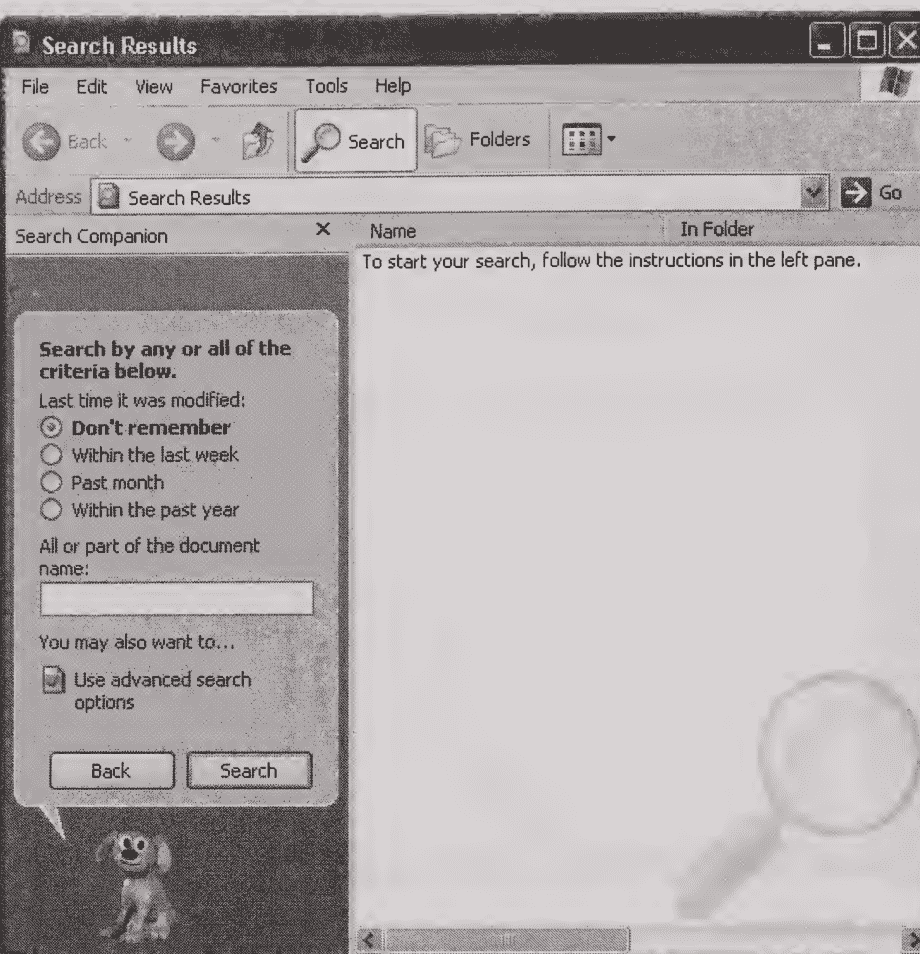 Search Results
File Edit View Favorites Tools Help
Back Search Folders
Address Search Results Go
Search Companion
Name In Folder
To start your search, follow the instructions in the left pane.
Search by any or all of the
criteria below.
Last time it was modified:
Don't remember
Within the last week
Past month
Within the past year
All or part of the document
name:
You may also want to...
Use advanced search
options
Back Search